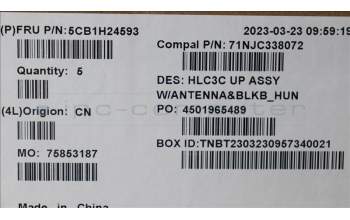 (P)FRU P/N:5CB1H24593
2023-03-23 09:59:19
Compal P/N: 71NJC338072
Quantity: 5
DES: HLC3C UP ASSY
W/ANTENNA&BLKB_HUN
(4L)Origion: CN
PO: 4501965489
MO: 75853187
BOX ID:TNBT2303230957340021
Made in China